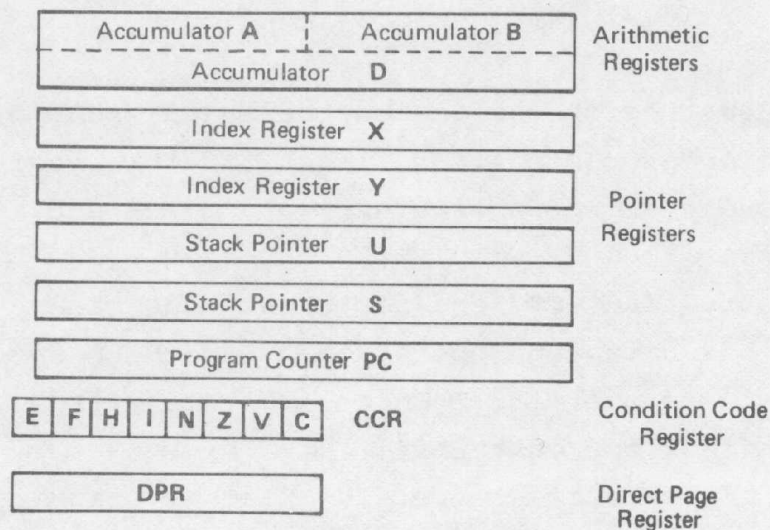 Accumulator A
Accumulator B
Arithmetic
Registers
Accumulator D
Index Register X
Index Register Y
Pointer
Registers
Stack Pointer U
Stack Pointer S
Program Counter PC
E F H I N Z V C
CCR
Condition Code
Register
DPR
Direct Page
Register